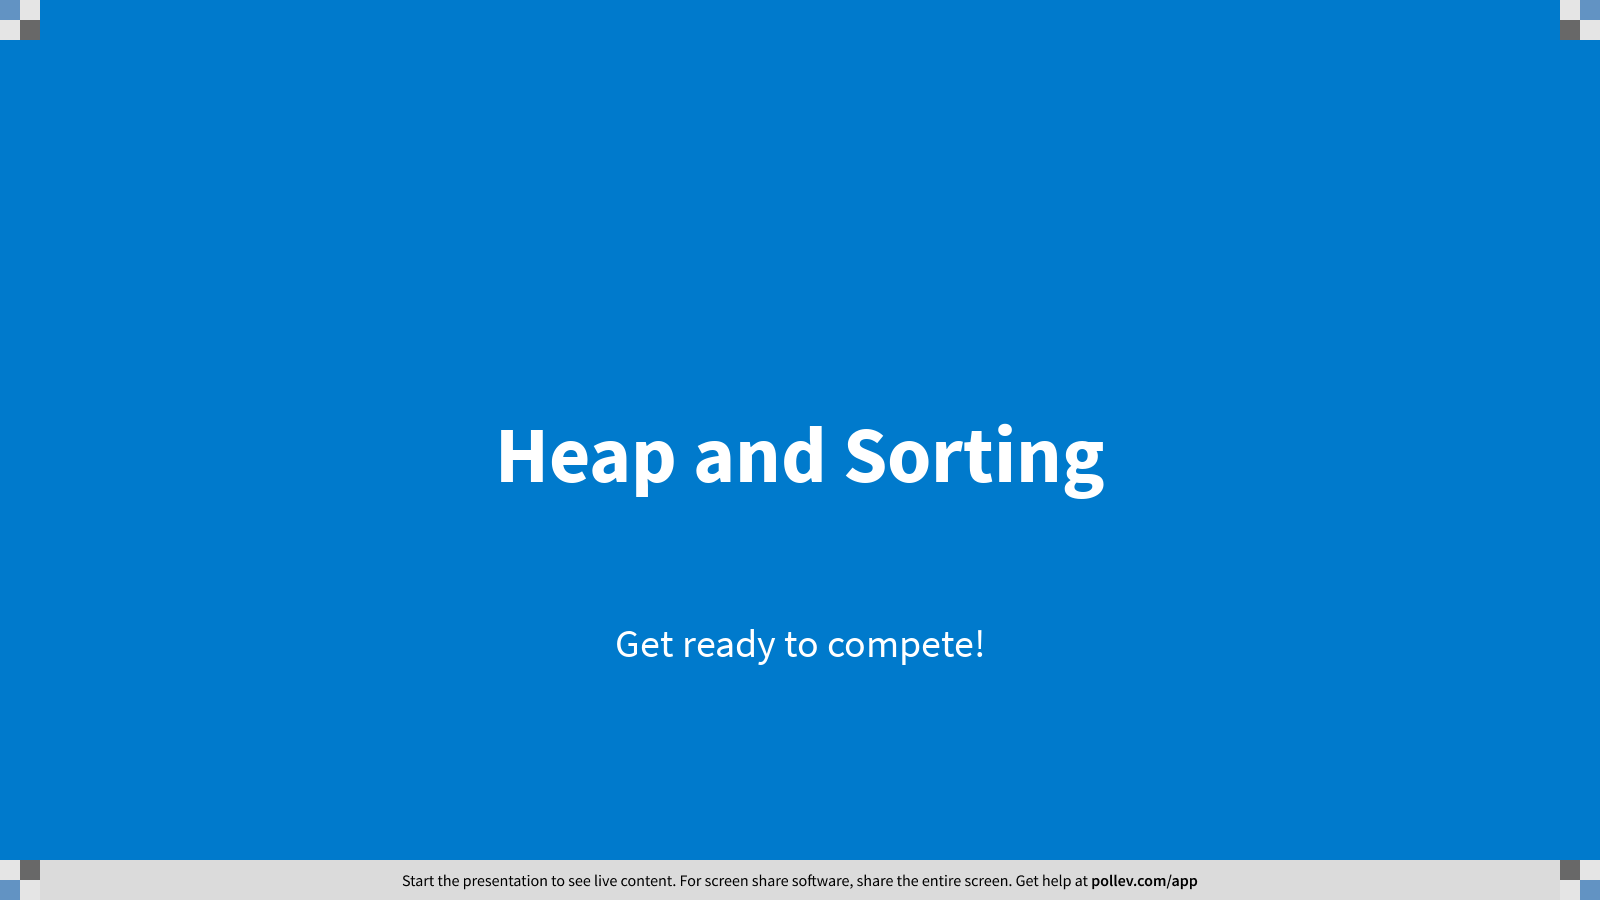 Heap and Sorting
Get ready to compete!
Start the presentation to see live content. For screen share software, share the entire screen. Get help at pollev.com/app